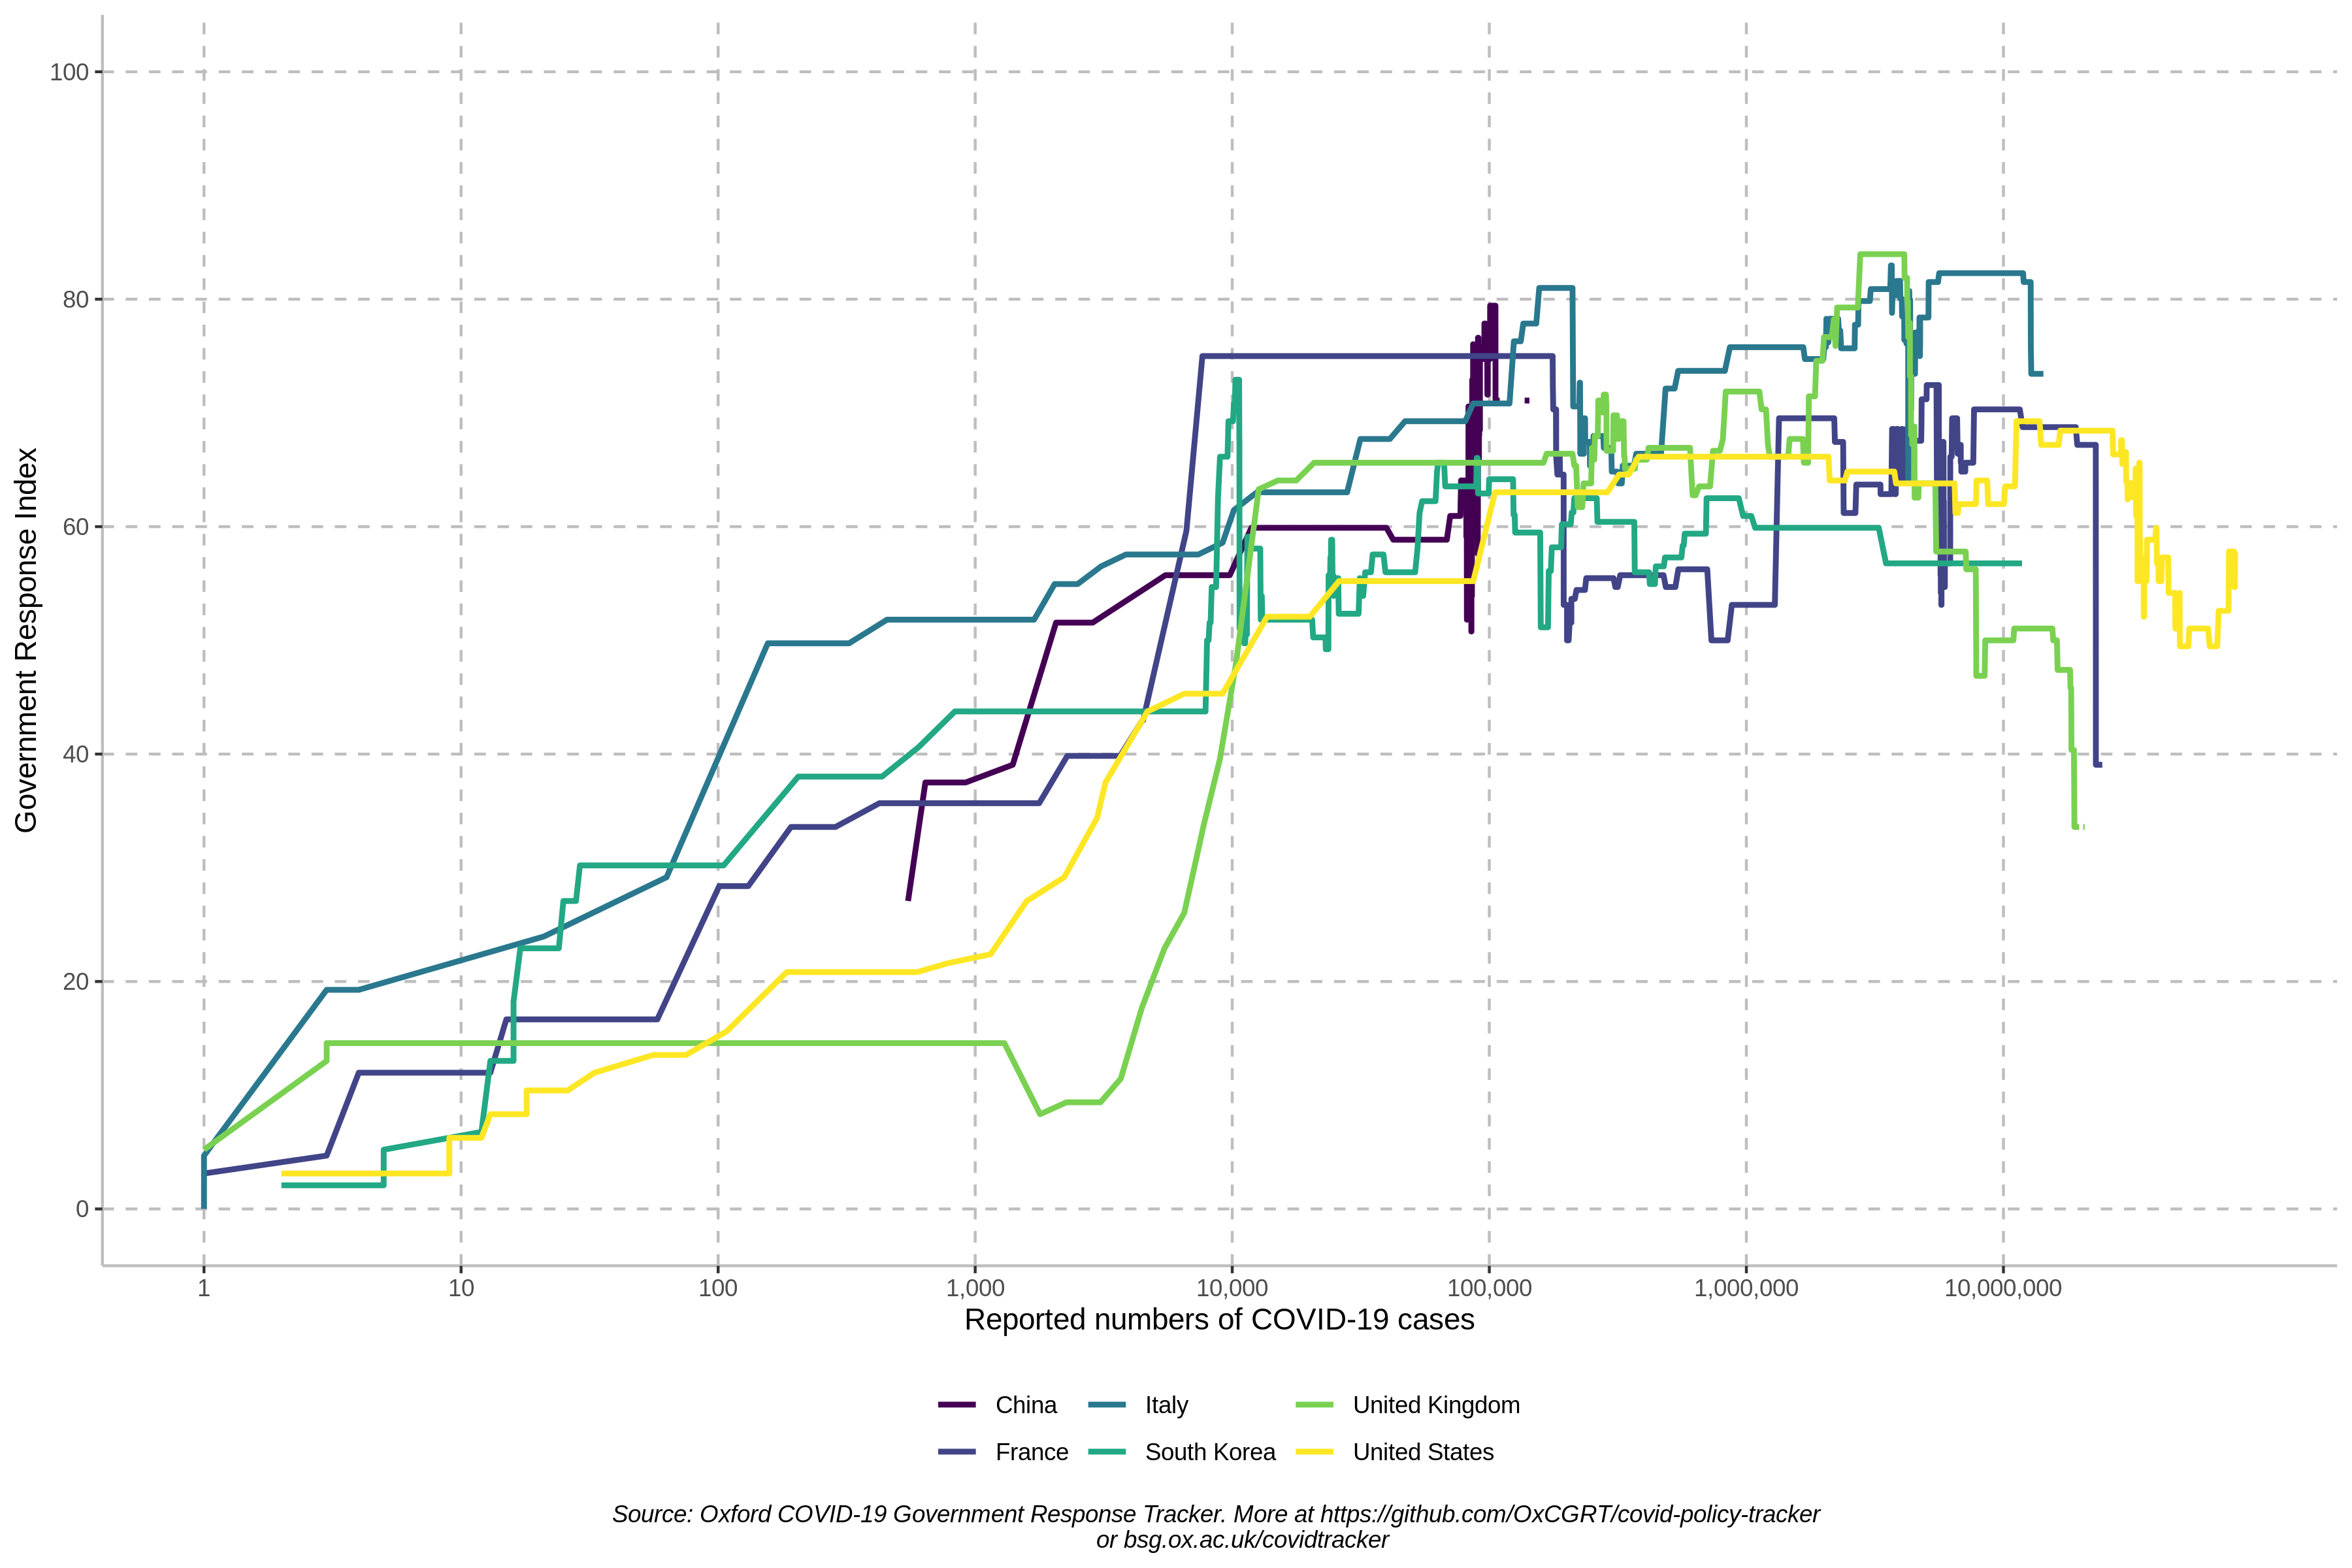 100
80
60
40
20
0
Government Response Index
1 10 100 1,000 10,000 100,000 1,000,000 10,000,000
Reported numbers of COVID-19 cases
China Italy United Kingdom
France South Korea United States
Source: Oxford COVID-19 Government Response Tracker. More at https://github.com/OxCGRT/covid-policy-tracker
or bsg.ox.ac.uk/covidtracker